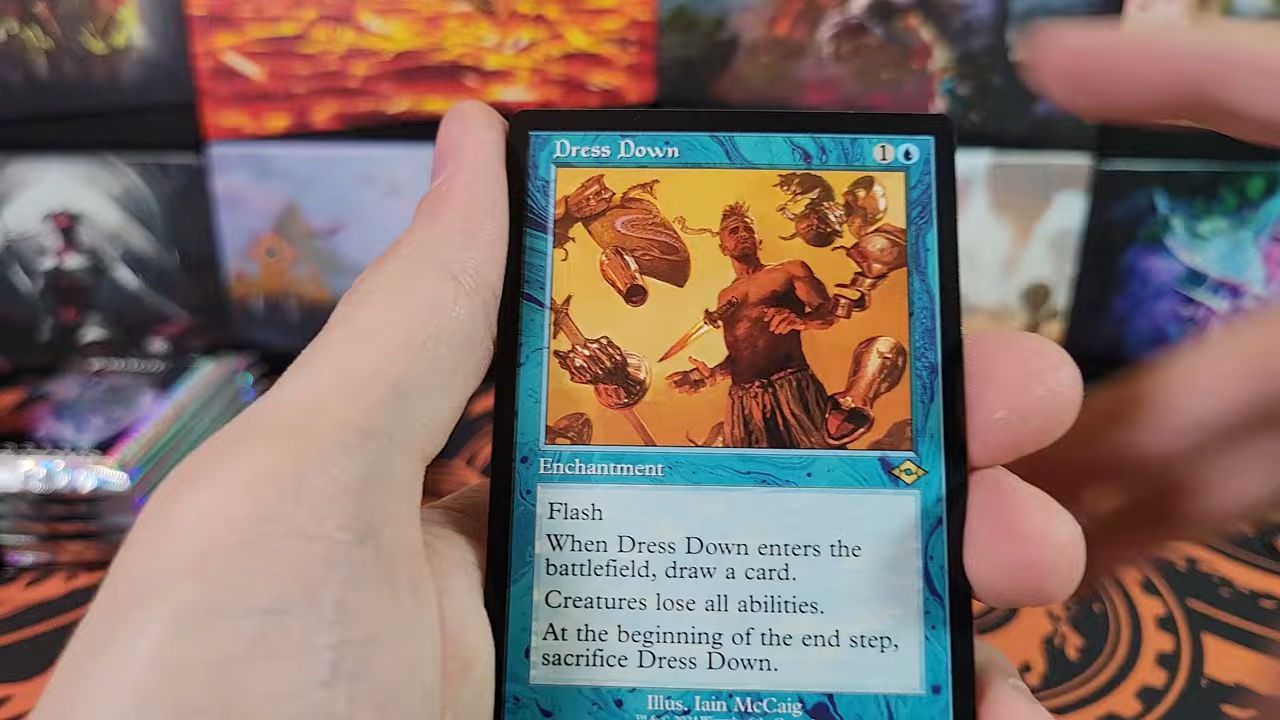 Dress Down 1
Enchantment
Flash
When Dress Down enters the
battlefield, draw a card.
Creatures lose all abilities.
At the beginning of the end step,
sacrifice Dress Down.
Illus. Iain McCaig